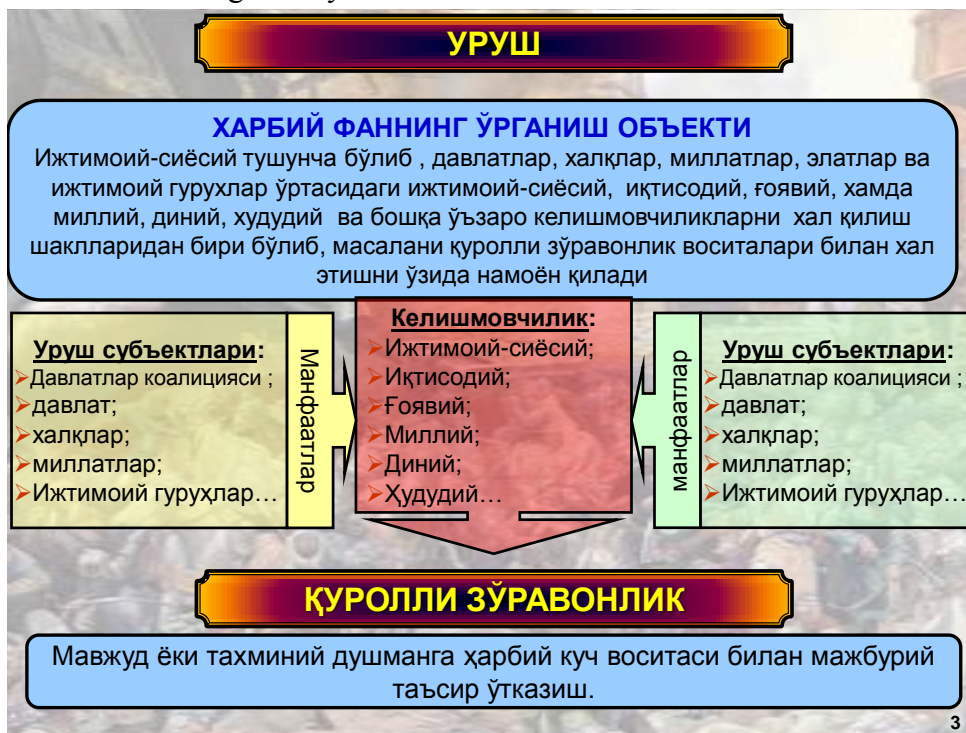 УРУШ
ХАРБИЙ ФАННИНГ ЎРГАНИШ ОБЪЕКТИ
Ижтимоий-сиёсий тушунча бўлиб , давлатлар, халқлар, миллатлар, элатлар ва
ижтимоий гурухлар ўртасидаги ижтимоий-сиёсий, иқтисодий, ғоявий, хамда
миллий, диний, худудий ва бошқа ўъзаро келишмовчиликларни хал қилиш
шаклларидан бири бўлиб, масалани қуролли зўравонлик воситалари билан хал
этишни ўзида намоён қилади
Уруш субъектлари:
Давлатлар коалицияси ;
давлат;
халқлар;
миллатлар;
Ижтимоий гуруҳлар…
Манфаатлар
Келишмовчилик:
Ижтимоий-сиёсий;
Иқтисодий;
Ғоявий;
Миллий;
Диний;
Ҳудудий…
манфаатлар
Уруш субъектлари:
Давлатлар коалицияси ;
давлат;
халқлар;
миллатлар;
Ижтимоий гуруҳлар…
ҚУРОЛЛИ ЗЎРАВОНЛИК
Мавжуд ёки тахминий душманга ҳарбий куч воситаси билан мажбурий
таъсир ўтказиш.
3